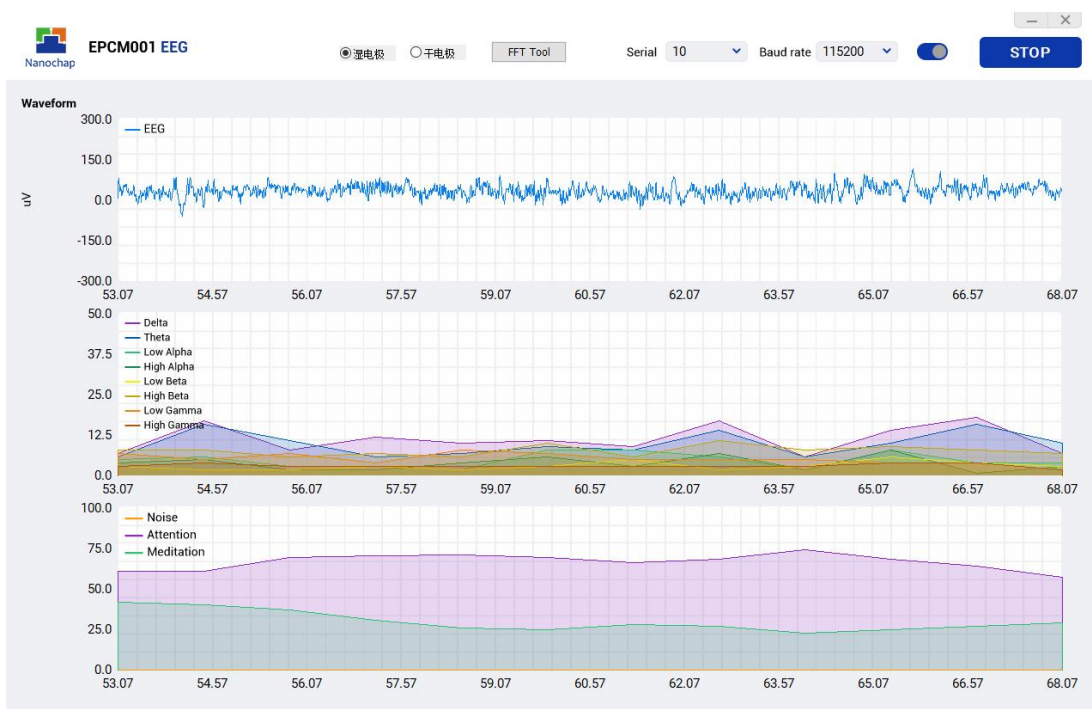 Nanochap
EPCM001 EEG
湿电极
干电极
FFT Tool
Serial 10
Baud rate 115200
STOP
Waveform
300.0
EEG
150.0
uV
0.0
-150.0
-300.0
53.07 54.57 56.07 57.57 59.07 60.57 62.07 63.57 65.07 66.57 68.07
50.0
Delta
Theta
37.5
Low Alpha
High Alpha
Low Beta
25.0
High Beta
Low Gamma
High Gamma
12.5
0.0
53.07 54.57 56.07 57.57 59.07 60.57 62.07 63.57 65.07 66.57 68.07
100.0
Noise
Attention
75.0
Meditation
50.0
25.0
0.0
53.07 54.57 56.07 57.57 59.07 60.57 62.07 63.57 65.07 66.57 68.07